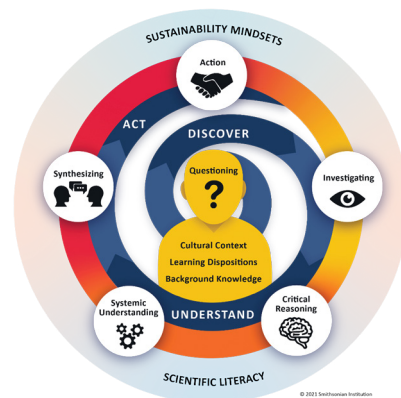 SUSTAINABILITY MINDSETS
Action
ACT
DISCOVER
Questioning
?
Synthesizing
Investigating
Cultural Context
Learning Dispositions
Background Knowledge
Systemic
Understanding
UNDERSTAND
Critical
Reasoning
SCIENTIFIC LITERACY
© 2021 Smithsonian Institution